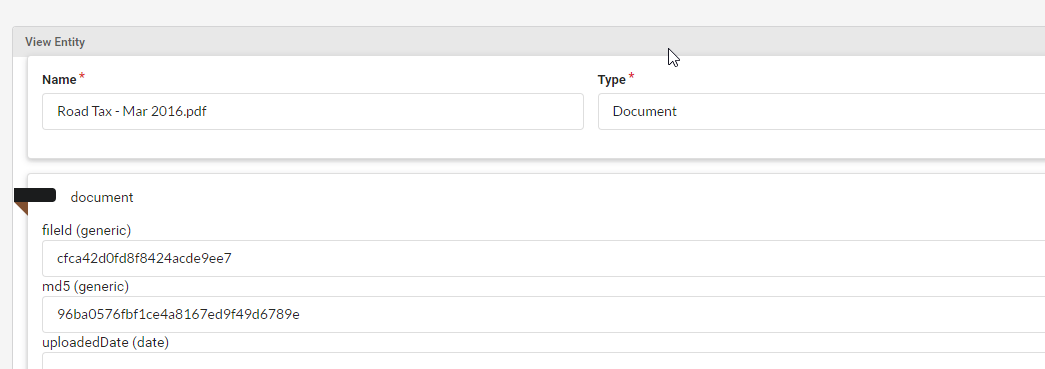 View Entity
Name *
Type *
Road Tax - Mar 2016.pdf
Document
document
fileId (generic)
cfca42d0fd8f8424acde9ee7
md5 (generic)
96ba0576fbf1ce4a8167ed9f49d6789e
uploadedDate (date)